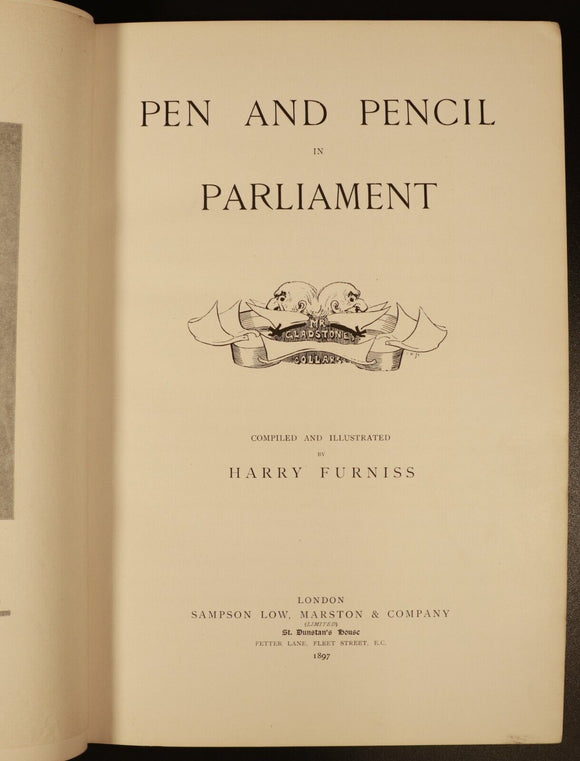 PEN AND PENCIL
IN
PARLIAMENT
MR
GLADSTONE'S
COLLARS
COMPILED AND ILLUSTRATED
BY
HARRY FURNISS
LONDON
SAMPSON LOW, MARSTON & COMPANY
(LIMITED)
St. Dunstan's House
FETTER LANE, FLEET STREET, E.C.
1897